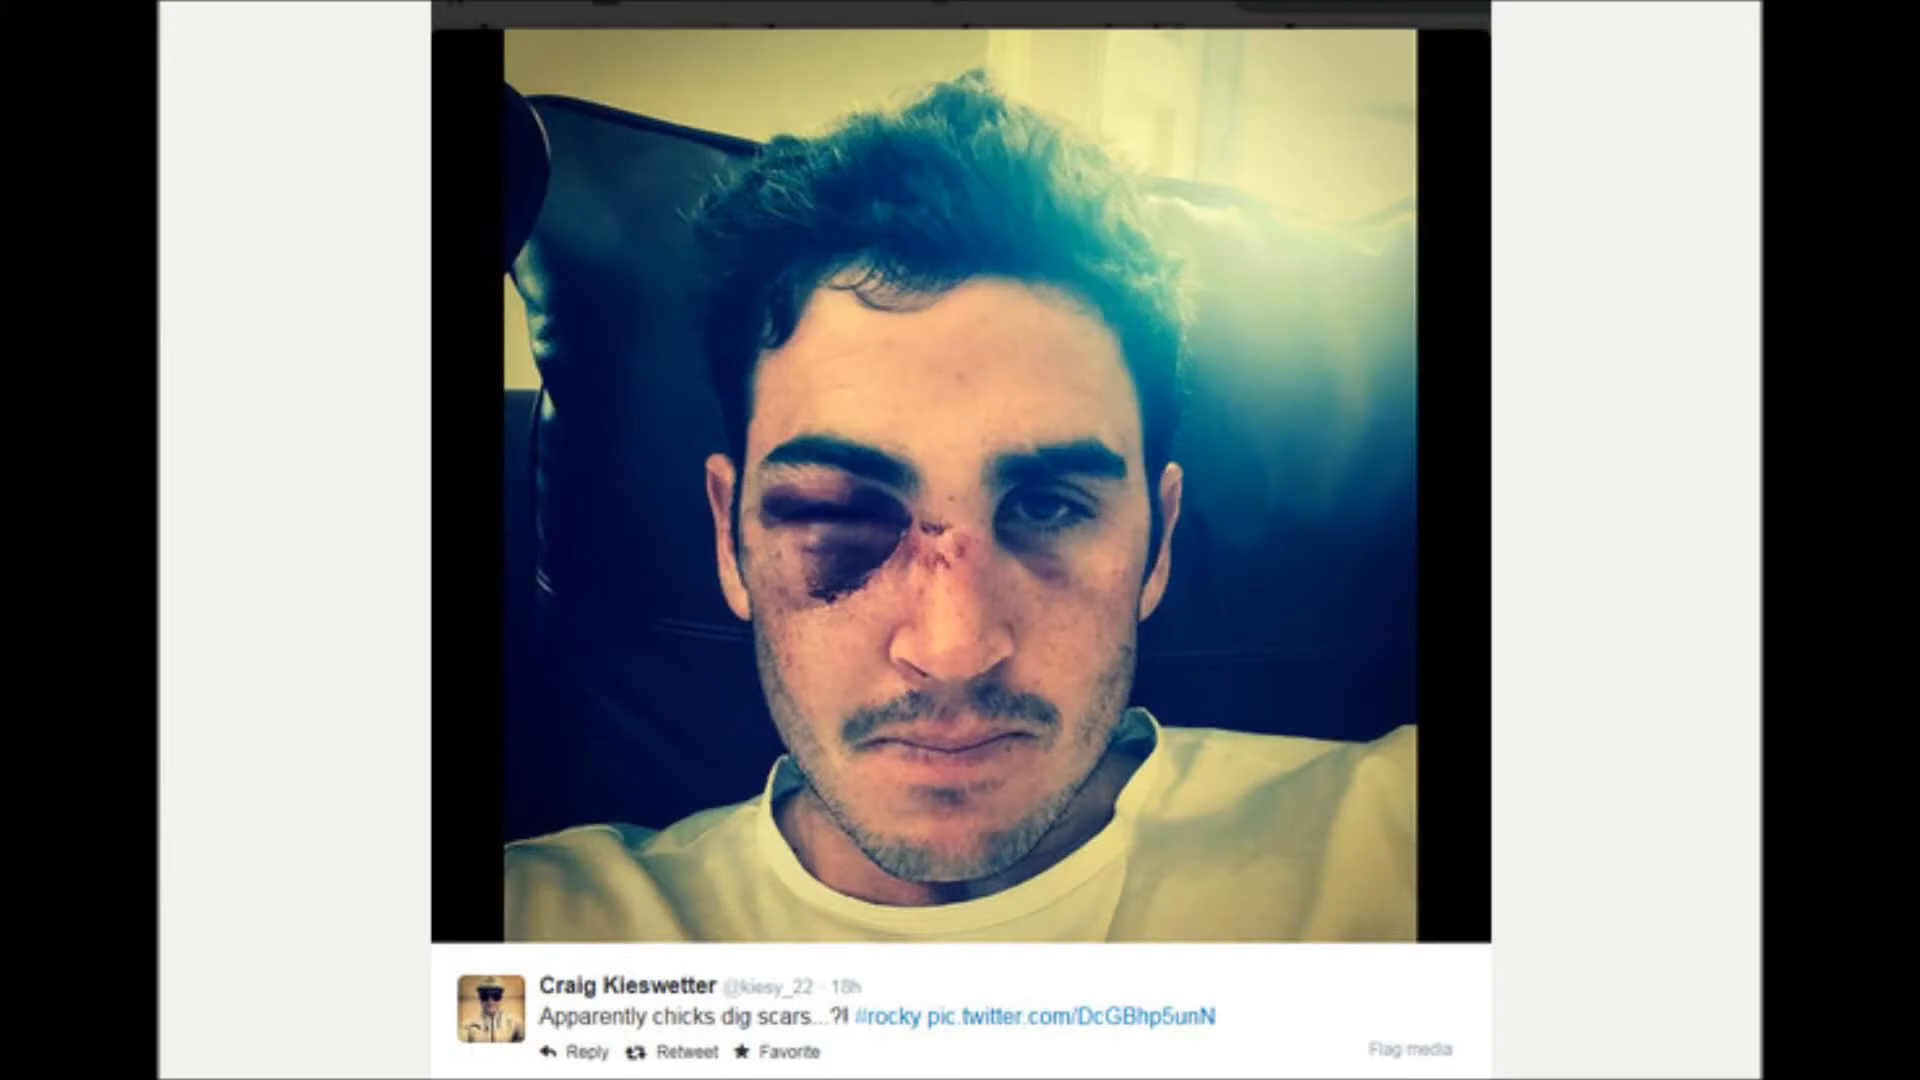 Craig Kieswetter @kiesy_22 · 18h
Apparently chicks dig scars...?! #rocky pic.twitter.com/DcGBhp5unN
Reply Retweet Favorite
Flag media